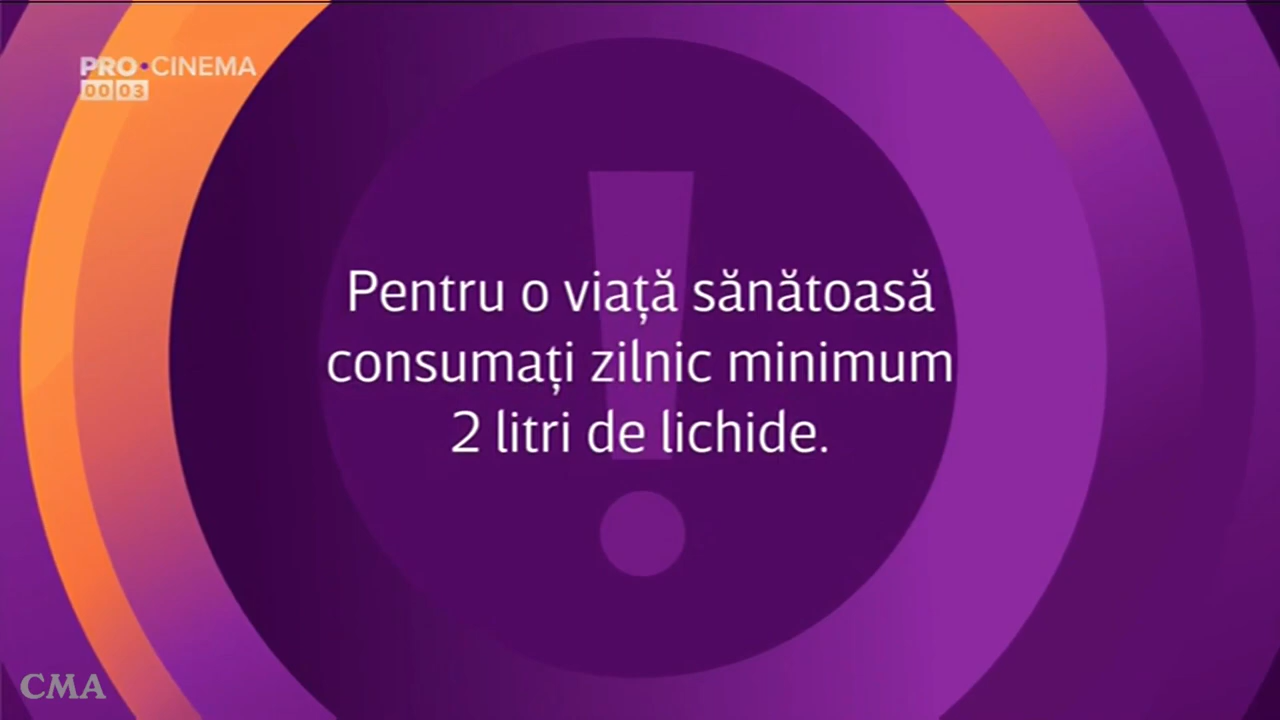 PRO•CINEMA
00 03
Pentru o viață sănătoasă
consumați zilnic minimum
2 litri de lichide.
CMA